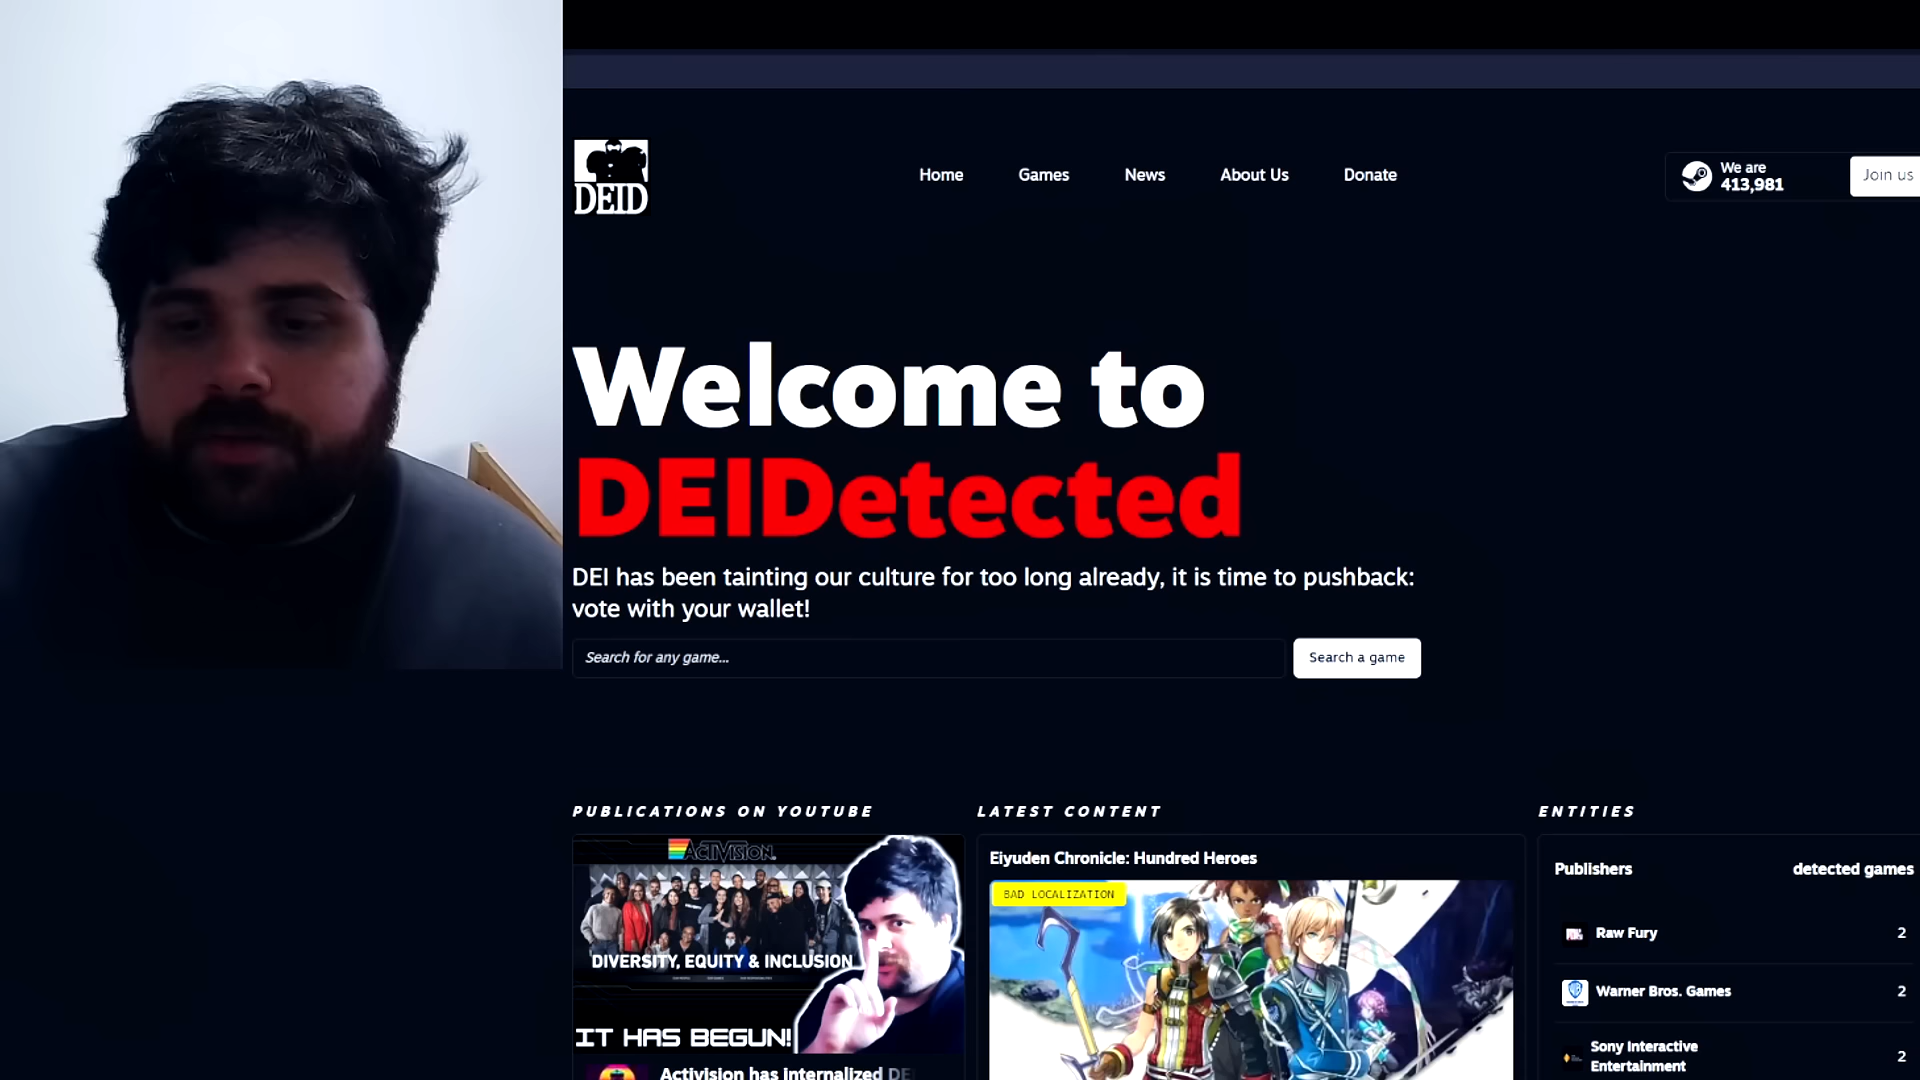 DEID
Home
Games
News
About Us
Donate
We are
413,981
Join us
Welcome to
DEIDetected
DEI has been tainting our culture for too long already, it is time to pushback:
vote with your wallet!
Search for any game...
Search a game
PUBLICATIONS ON YOUTUBE
ACTIVISION
DIVERSITY, EQUITY & INCLUSION
IT HAS BEGUN!
Activision has internalized DE
LATEST CONTENT
Eiyuden Chronicle: Hundred Heroes
BAD LOCALIZATION
ENTITIES
Publishers
detected games
Raw Fury
2
Warner Bros. Games
2
Sony Interactive
Entertainment
2